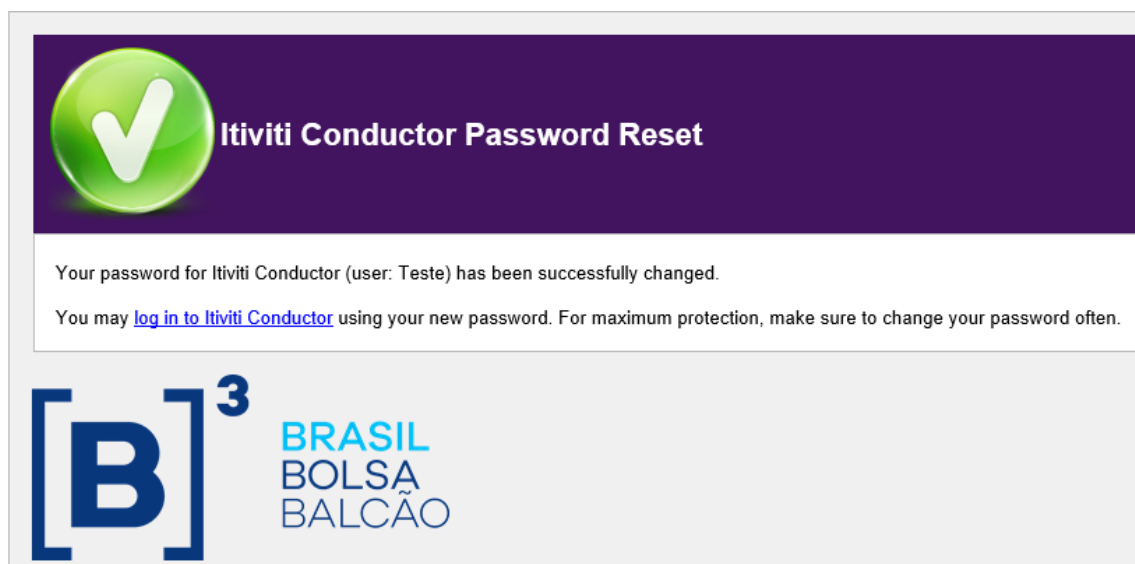 Itiviti Conductor Password Reset
Your password for Itiviti Conductor (user: Teste) has been successfully changed.
You may log in to Itiviti Conductor using your new password. For maximum protection, make sure to change your password often.
[B]³
BRASIL
BOLSA
BALCÃO